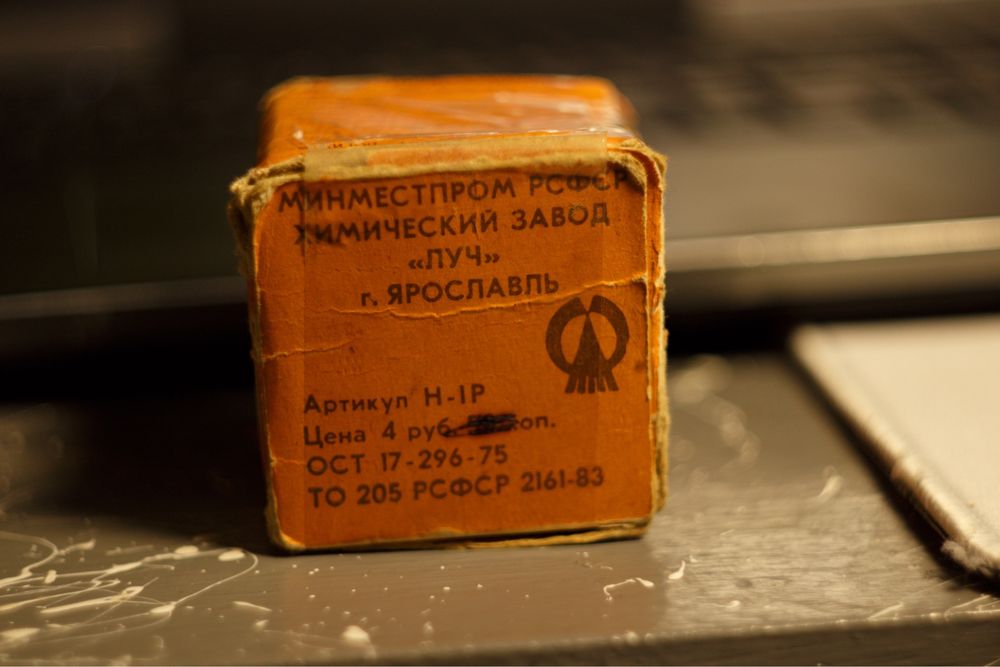 МИНМЕСТПРОМ РСФСР
ХИМИЧЕСКИЙ ЗАВОД
«ЛУЧ»
г. ЯРОСЛАВЛЬ
Артикул Н-1Р
Цена 4 руб.
ОСТ 17-296-75
ТО 205 РСФСР 2161-83